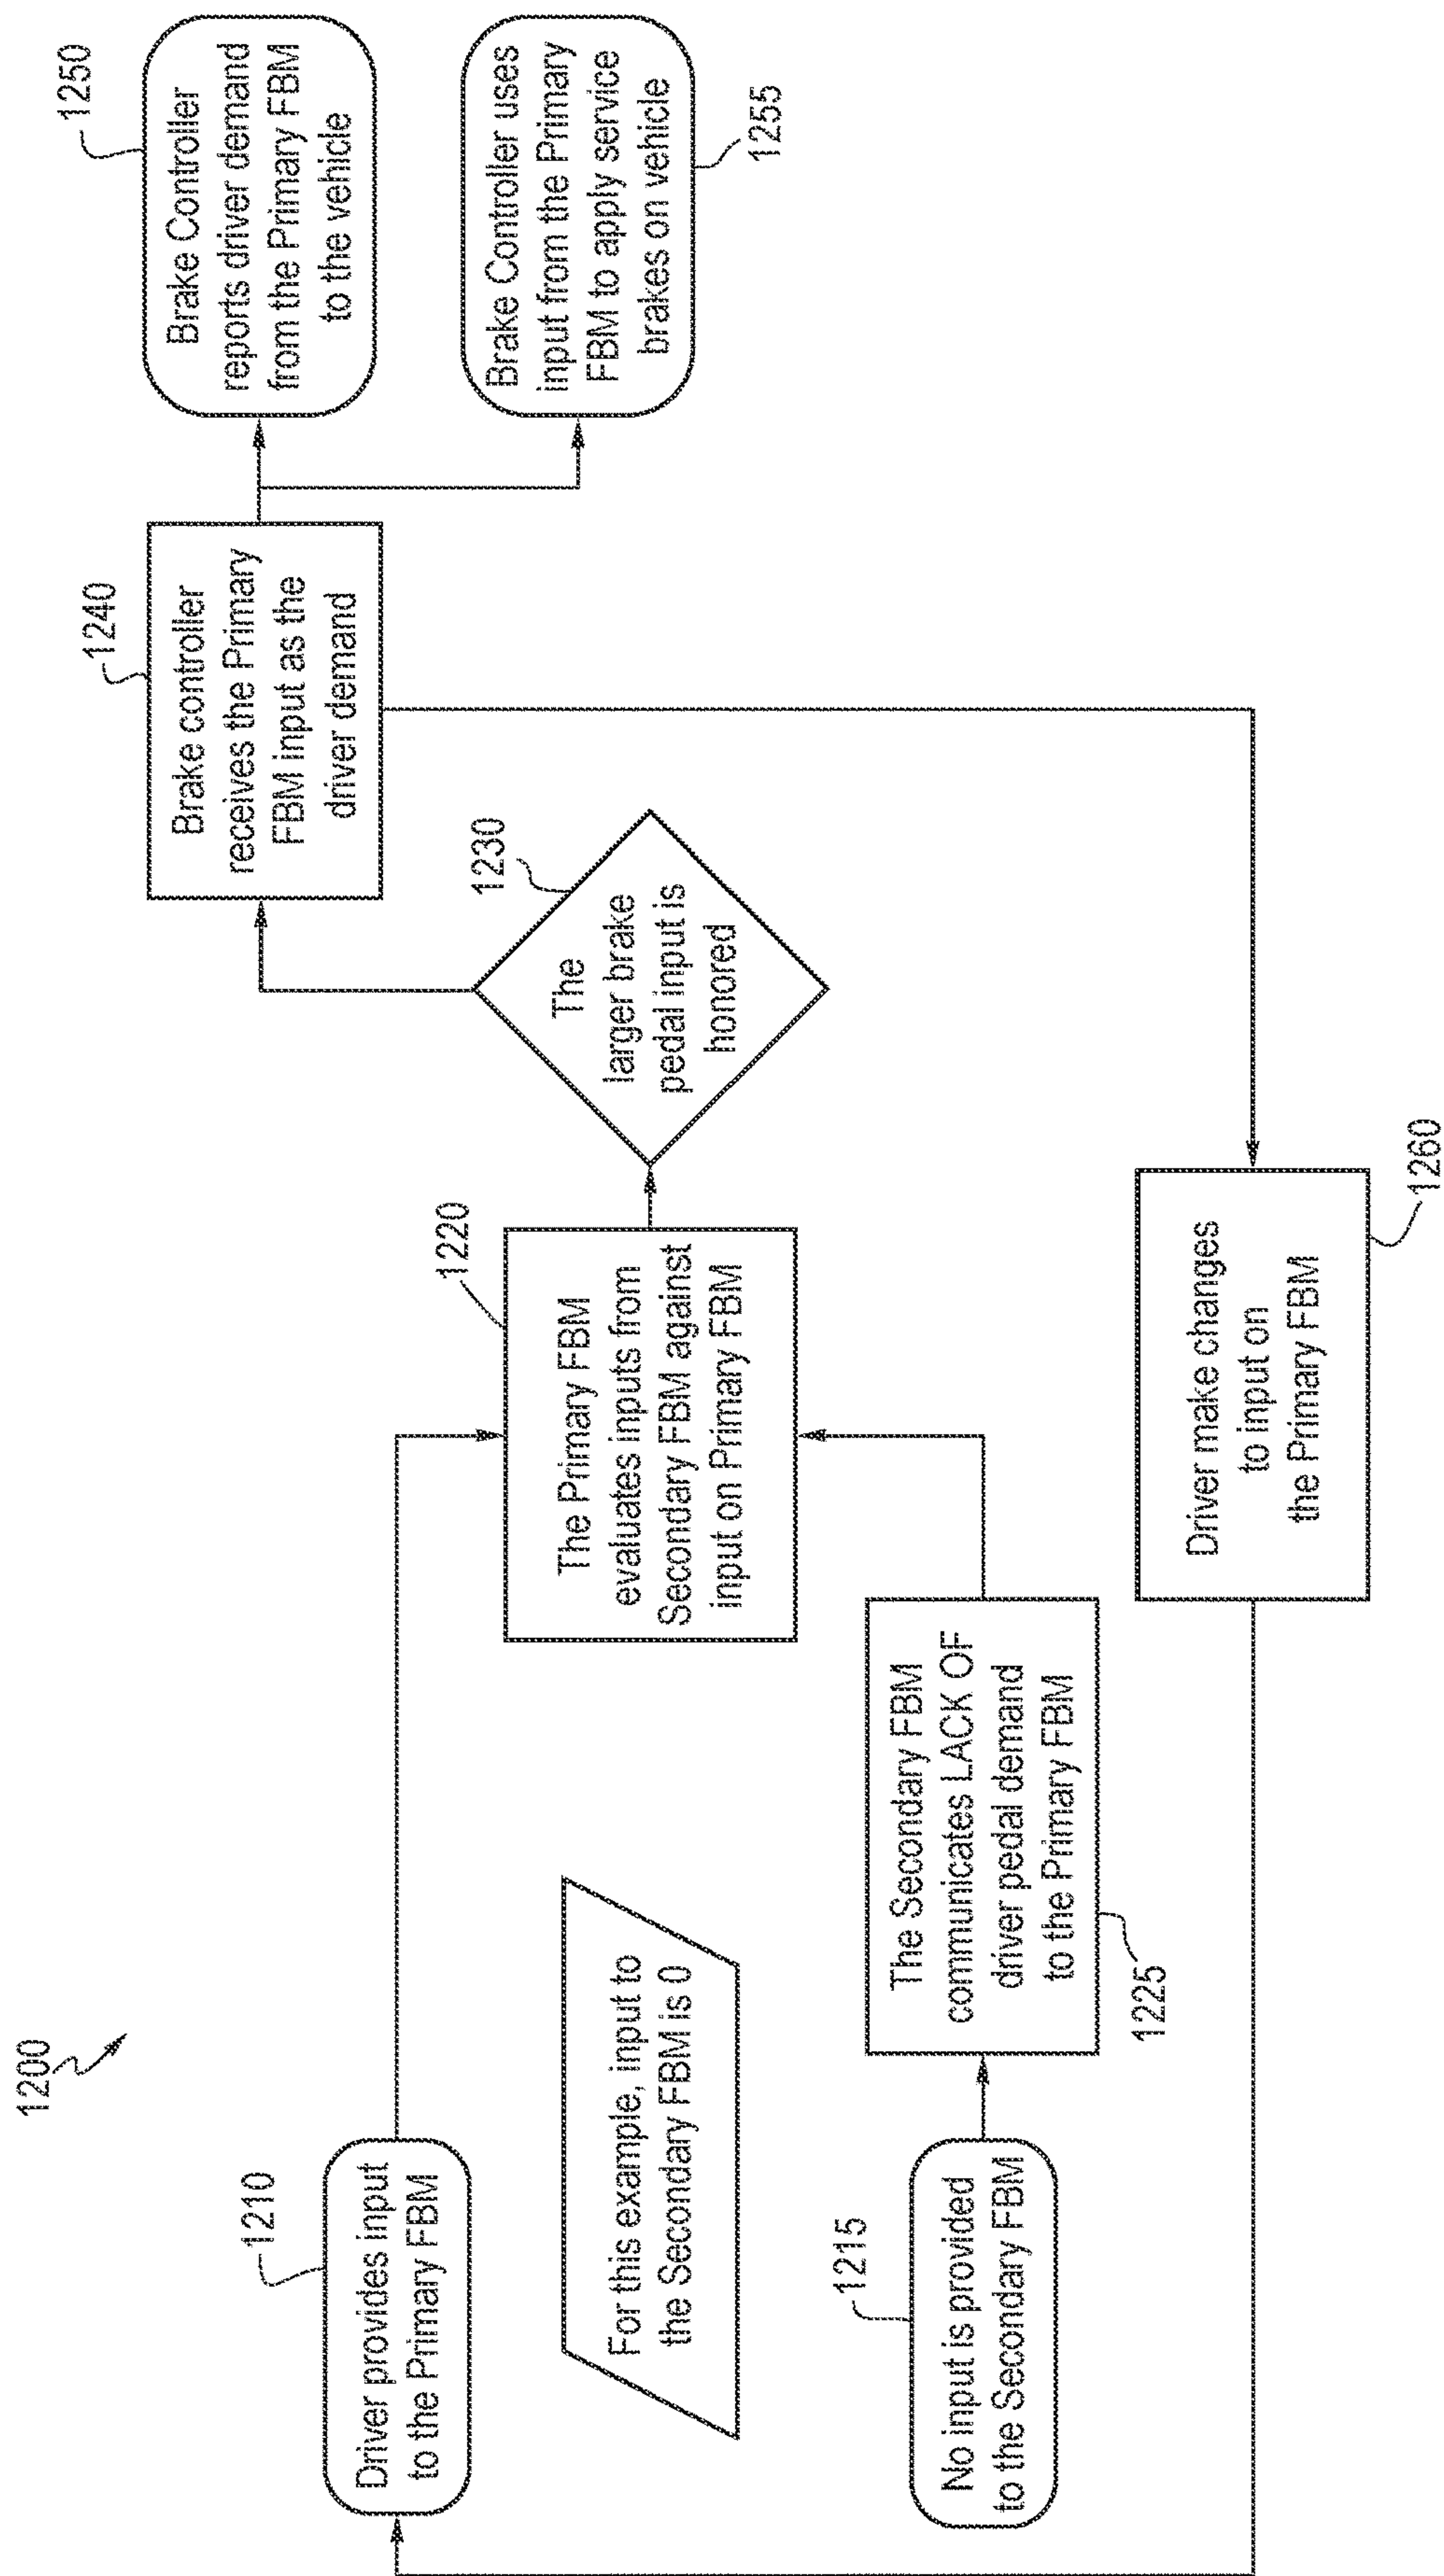 1200
1210
Driver provides input
to the Primary FBM
For this example, input to
the Secondary FBM is 0
1215
No input is provided
to the Secondary FBM
The Secondary FBM
communicates LACK OF
driver pedal demand
to the Primary FBM
1225
1220
The Primary FBM
evaluates inputs from
Secondary FBM against
input on Primary FBM
1230
The
larger brake
pedal input is
honored
1240
Brake controller
receives the Primary
FBM input as the
driver demand
1250
Brake Controller
reports driver demand
from the Primary FBM
to the vehicle
Brake Controller uses
input from the Primary
FBM to apply service
brakes on vehicle
1255
Driver make changes
to input on
the Primary FBM
1260